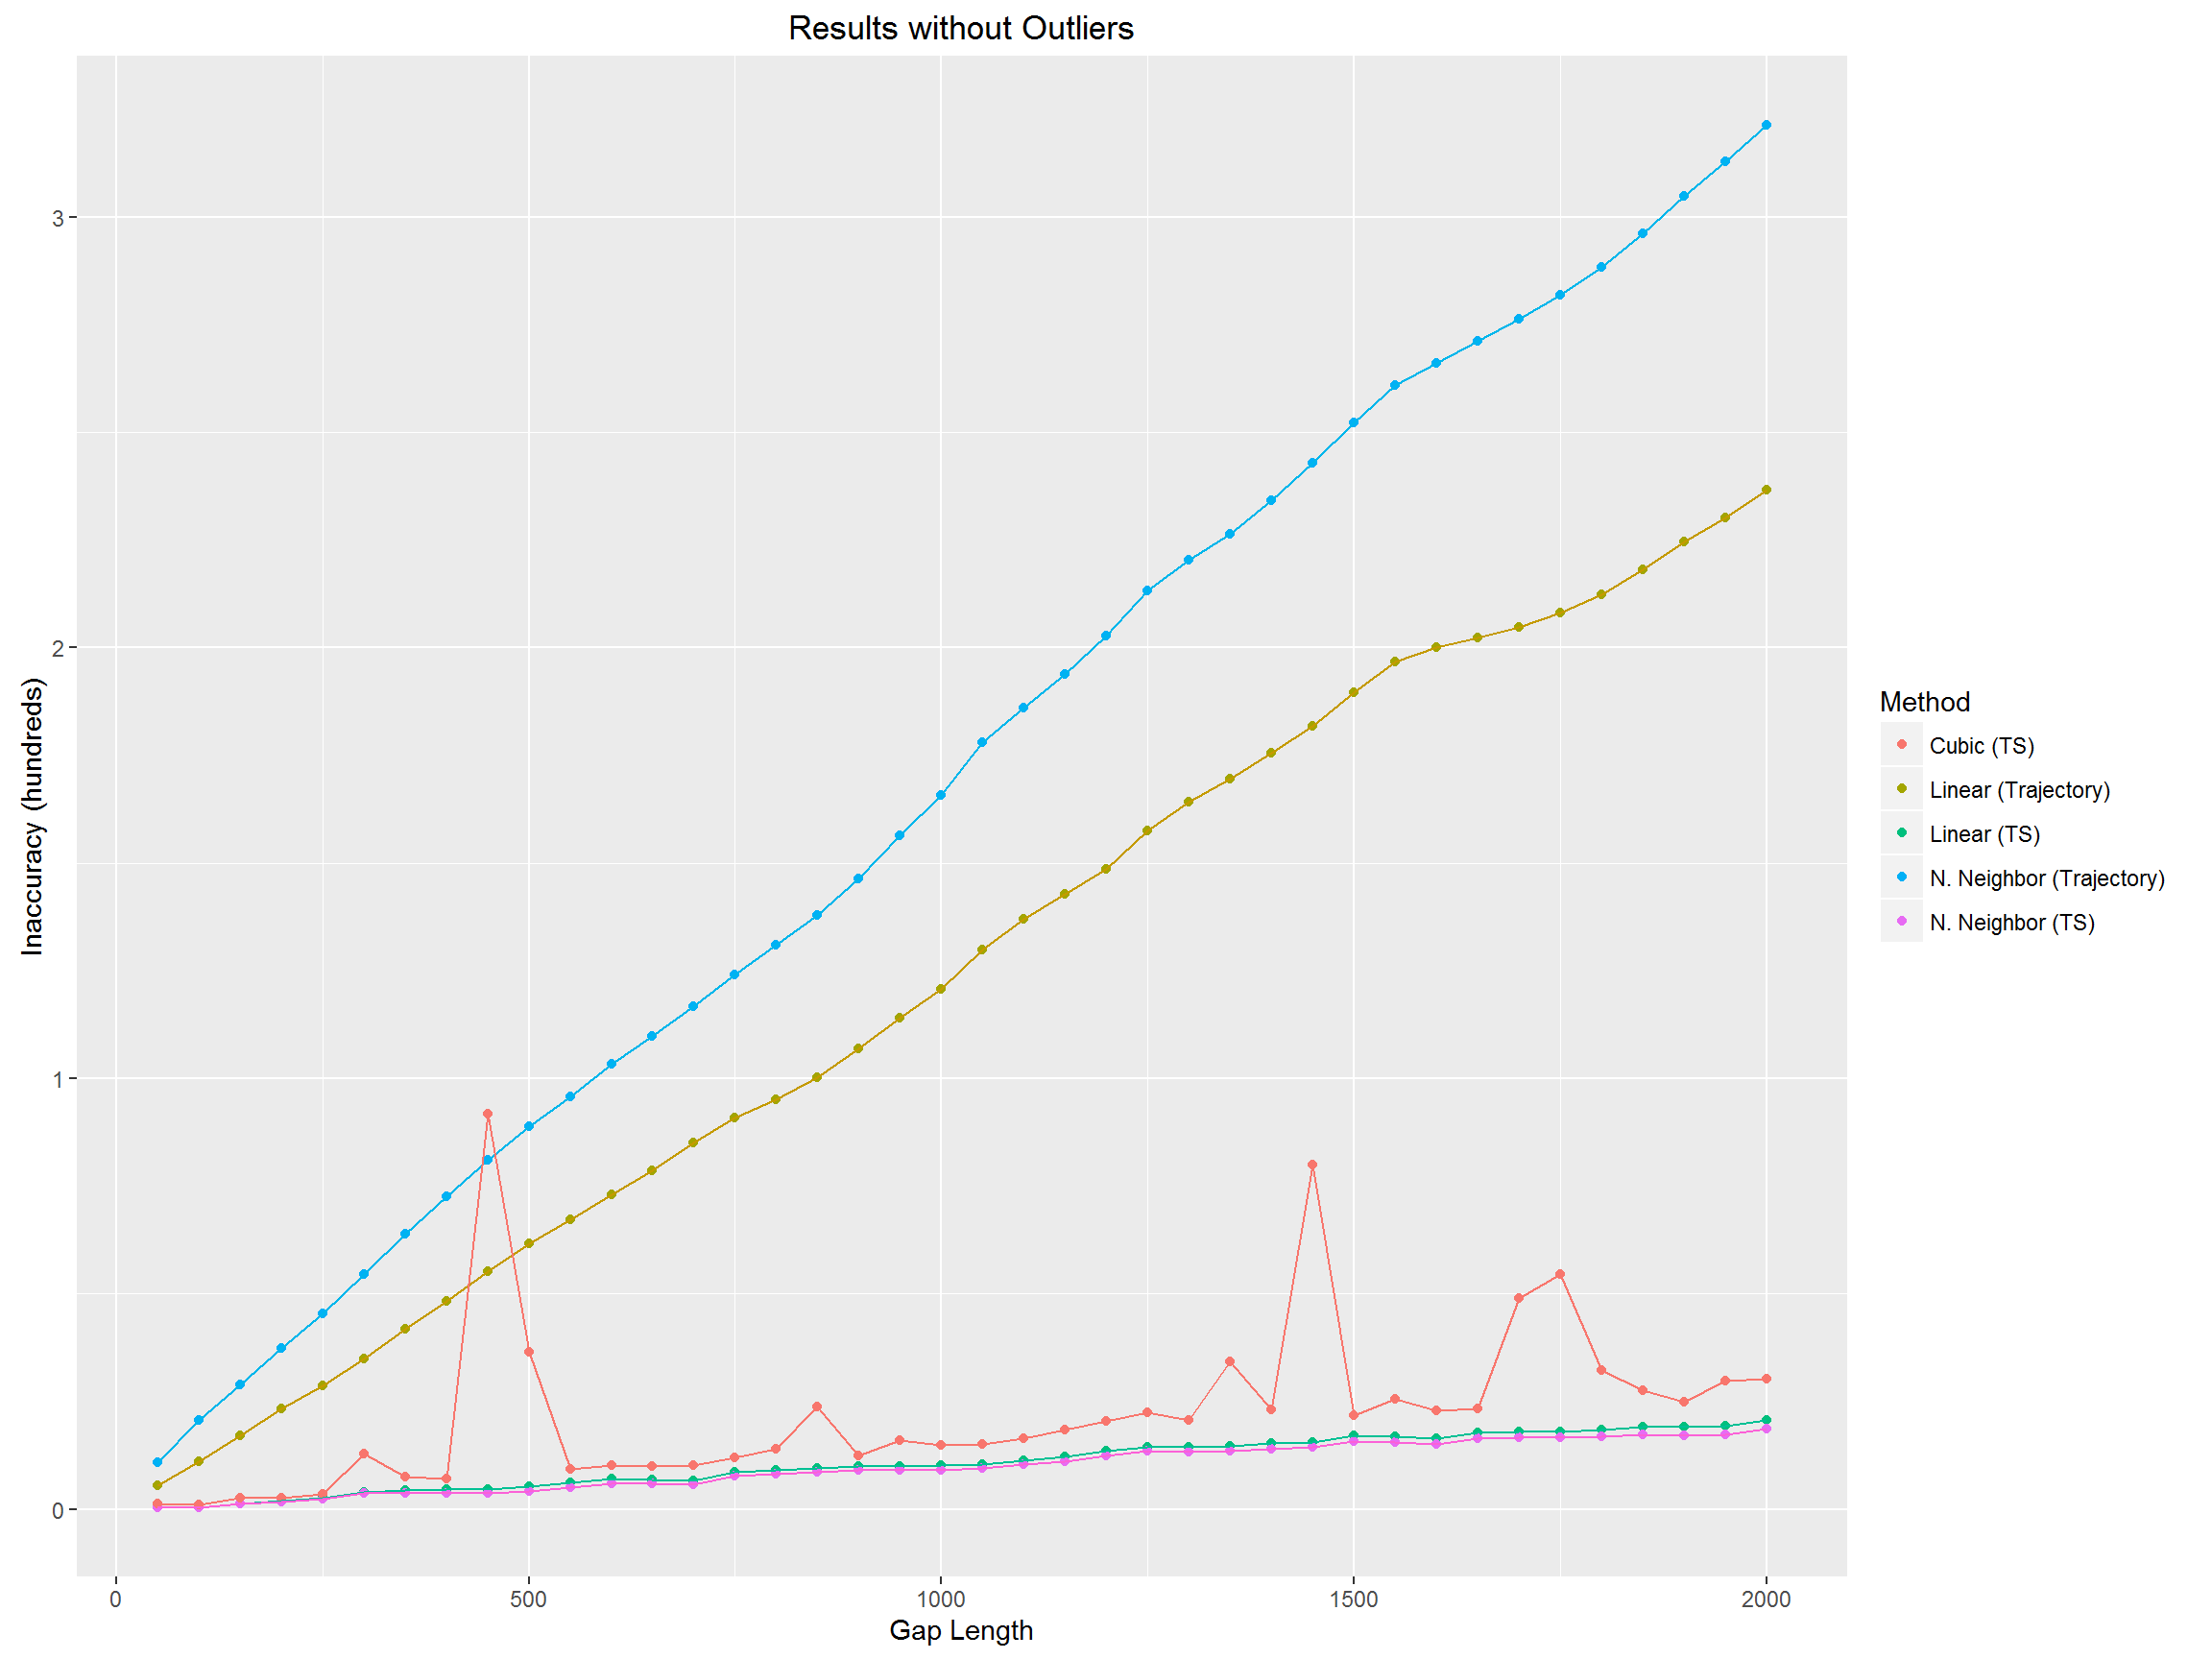 Results without Outliers
3
2
1
0
Inaccuracy (hundreds)
0 500 1000 1500 2000
Gap Length
Method
Cubic (TS)
Linear (Trajectory)
Linear (TS)
N. Neighbor (Trajectory)
N. Neighbor (TS)